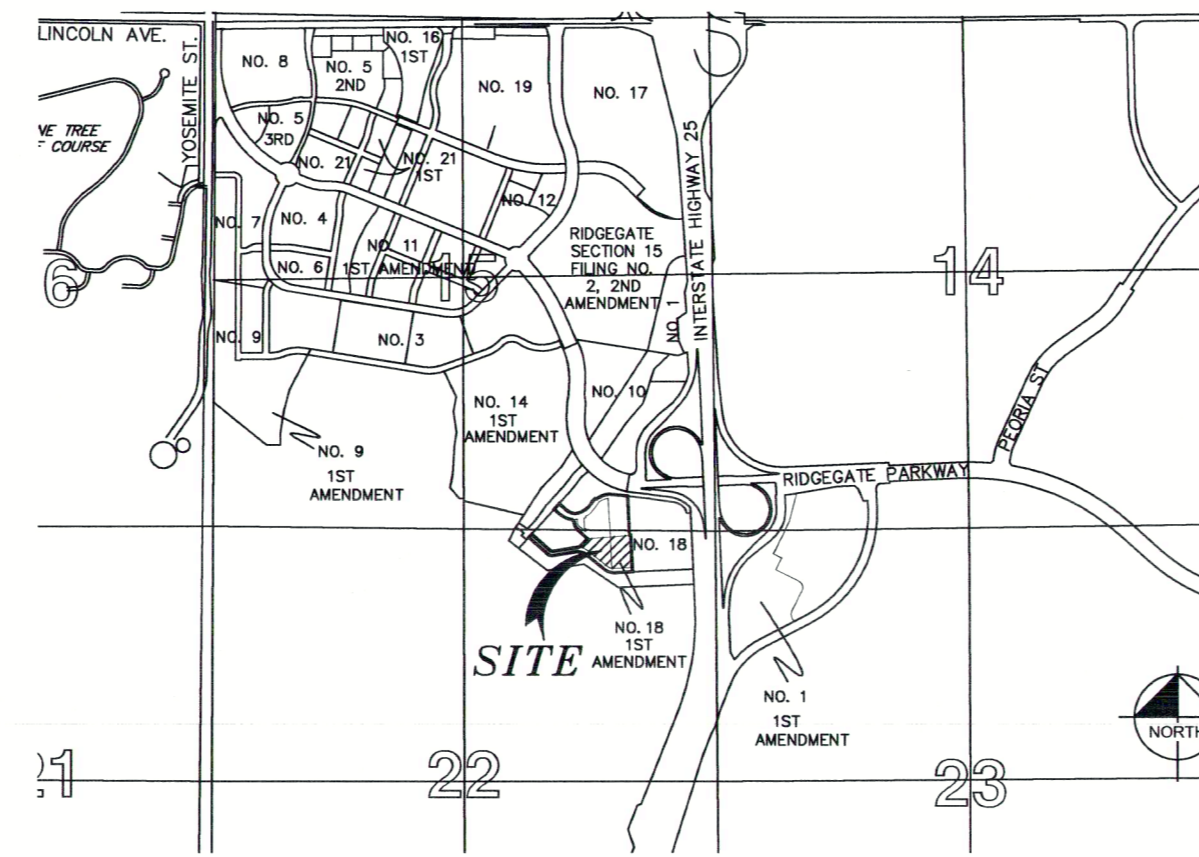 LINCOLN AVE.
YOSEMITE ST.
NO. 8
NO. 5
2ND
NO. 16
1ST
NO. 19
NO. 17
NE TREE
COURSE
NO. 5
3RD
NO. 21
NO. 21
1ST
NO. 12
INTERSTATE HIGHWAY 25
NO. 7
NO. 4
NO. 11
1ST AMENDMENT
NO. 6
RIDGEGATE
SECTION 15
FILING NO.
2, 2ND
AMENDMENT
6
15
14
NO. 1
NO. 9
NO. 3
NO. 10
NO. 14
1ST
AMENDMENT
PEORIA ST
NO. 9
1ST
AMENDMENT
RIDGEGATE PARKWAY
NO. 18
SITE
NO. 18
1ST
AMENDMENT
NO. 1
1ST
AMENDMENT
NORTH
21
22
23